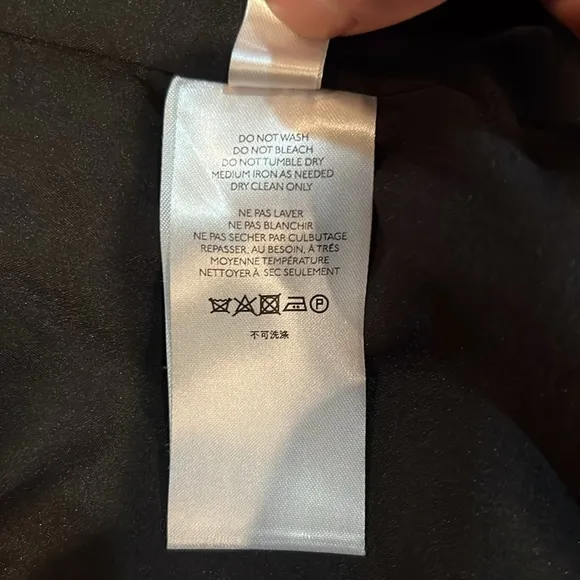 DO NOT WASH
DO NOT BLEACH
DO NOT TUMBLE DRY
MEDIUM IRON AS NEEDED
DRY CLEAN ONLY
NE PAS LAVER
NE PAS BLANCHIR
NE PAS SECHER PAR CULBUTAGE
REPASSER, AU BESOIN, À TRÉS
MOYENNE TEMPÉRATURE
NETTOYER À SEC SEULEMENT
P
不可洗涤